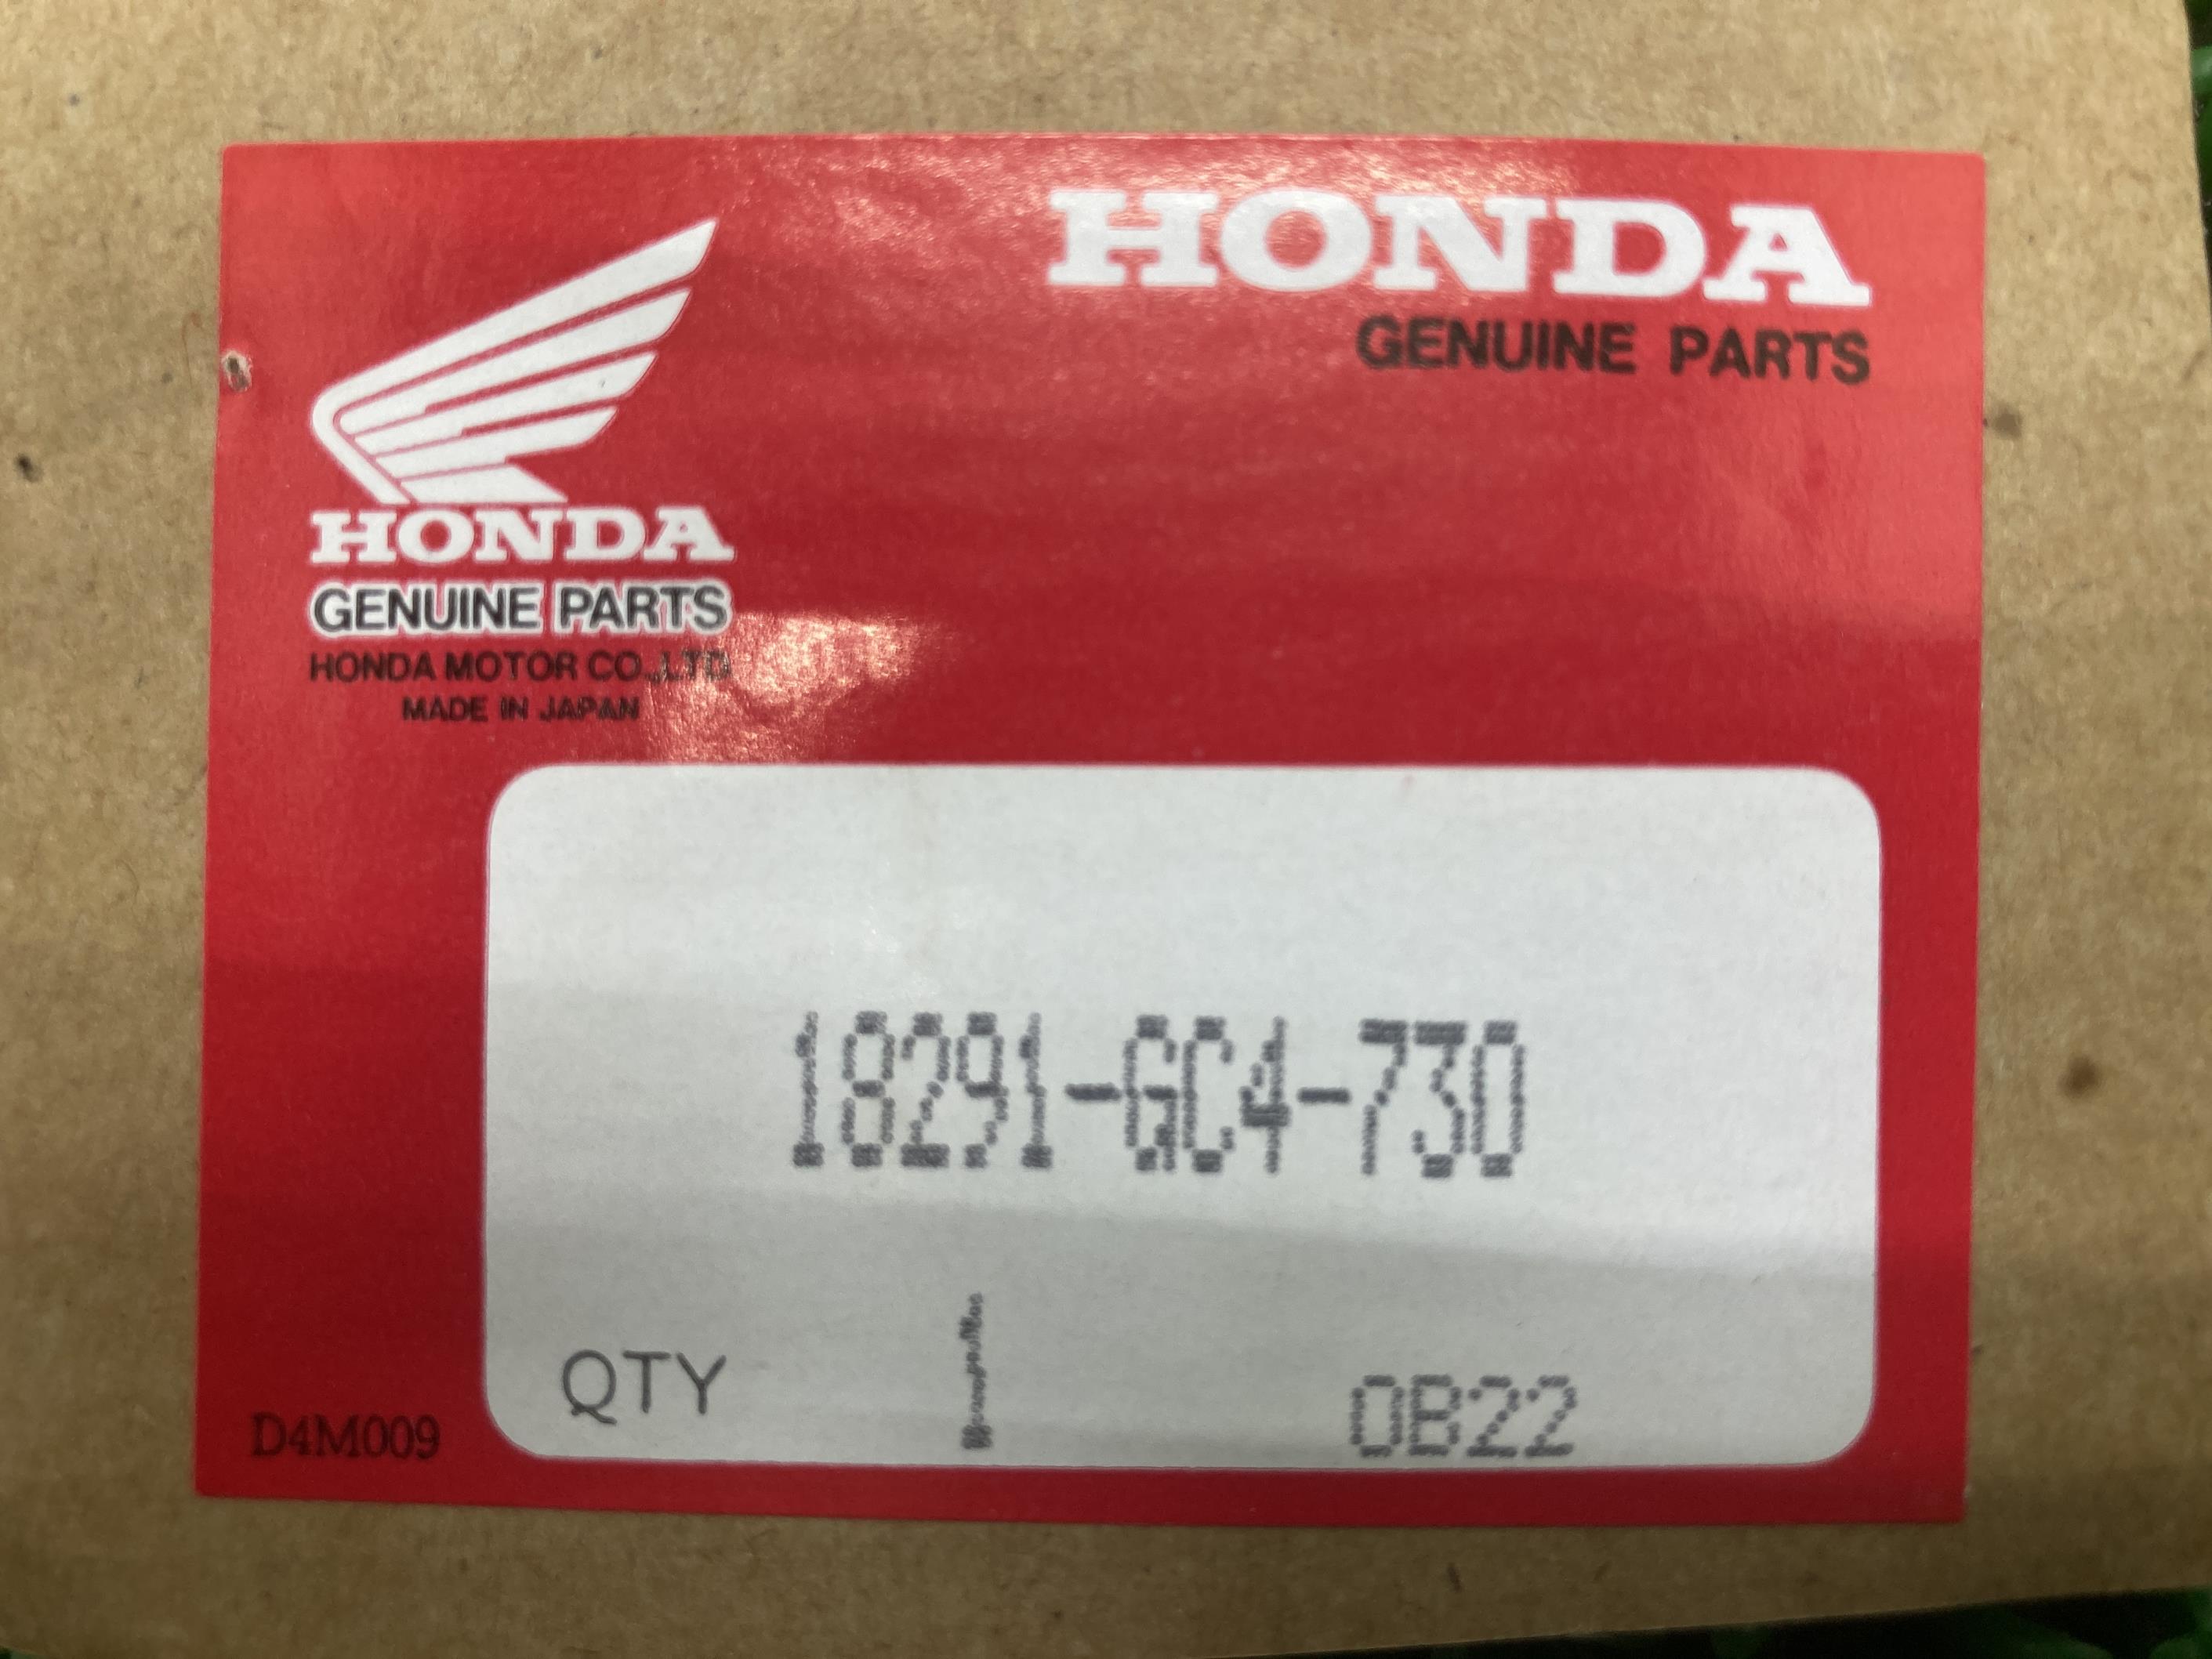 HONDA
GENUINE PARTS
HONDA
GENUINE PARTS
HONDA MOTOR CO.,LTD
MADE IN JAPAN
18291-GC4-730
QTY 1
0B22
D4M009